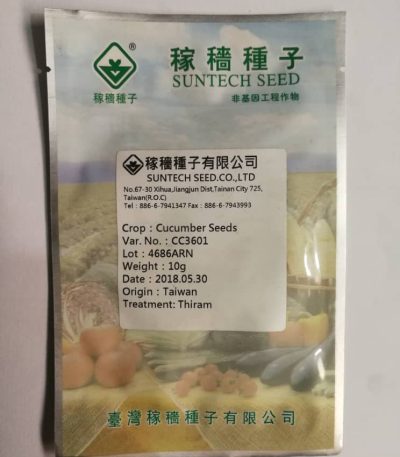 ®
稼穡種子
稼穡種子
SUNTECH SEED
非基因工程作物
稼穡種子有限公司
SUNTECH SEED.CO.,LTD
No.67-30 Xihua,Jiangjun Dist,Tainan City 725,
Taiwan(R.O.C)
Tel : 886-6-7941347 Fax : 886-6-7943993
Crop : Cucumber Seeds
Var. No. : CC3601
Lot : 4686ARN
Weight : 10g
Date : 2018.05.30
Origin : Taiwan
Treatment: Thiram
臺灣稼穡種子有限公司